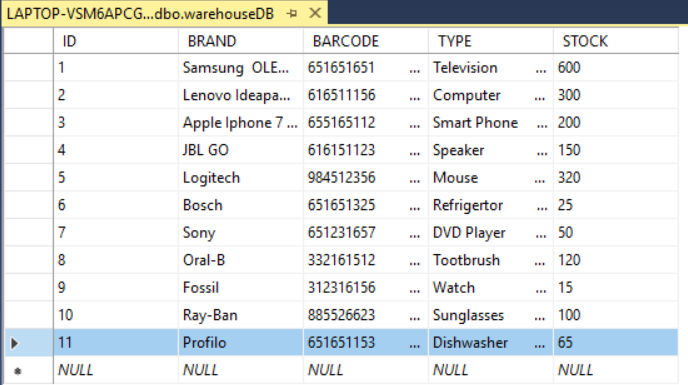 LAPTOP-VSM6APCG...dbo.warehouseDB
ID BRAND BARCODE TYPE STOCK
1 Samsung OLE... 651651651 ... Television ... 600
2 Lenovo Ideapa... 616511156 ... Computer ... 300
3 Apple Iphone 7 ... 655165112 ... Smart Phone ... 200
4 JBL GO 616151123 ... Speaker ... 150
5 Logitech 984512356 ... Mouse ... 320
6 Bosch 651651325 ... Refrigertor ... 25
7 Sony 651231657 ... DVD Player ... 50
8 Oral-B 332161512 ... Tootbrush ... 120
9 Fossil 312316156 ... Watch ... 15
10 Ray-Ban 885526623 ... Sunglasses ... 100
11 Profilo 651651153 ... Dishwasher ... 65
NULL NULL NULL NULL NULL